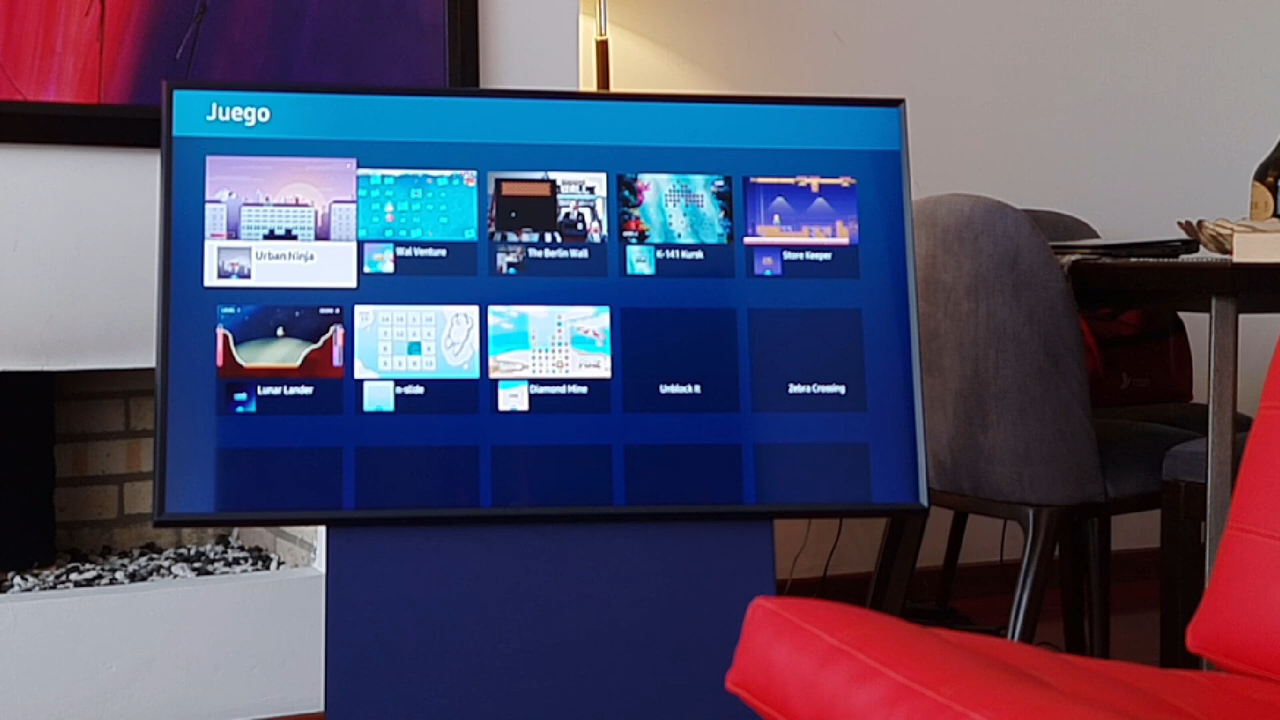 Juego
Urban Ninja
Wal Venture
The Berlin Wall
K-141 Kursk
Store Keeper
Lunar Lander
n-slide
Diamond Mine
Unblock It
Zebra Crossing